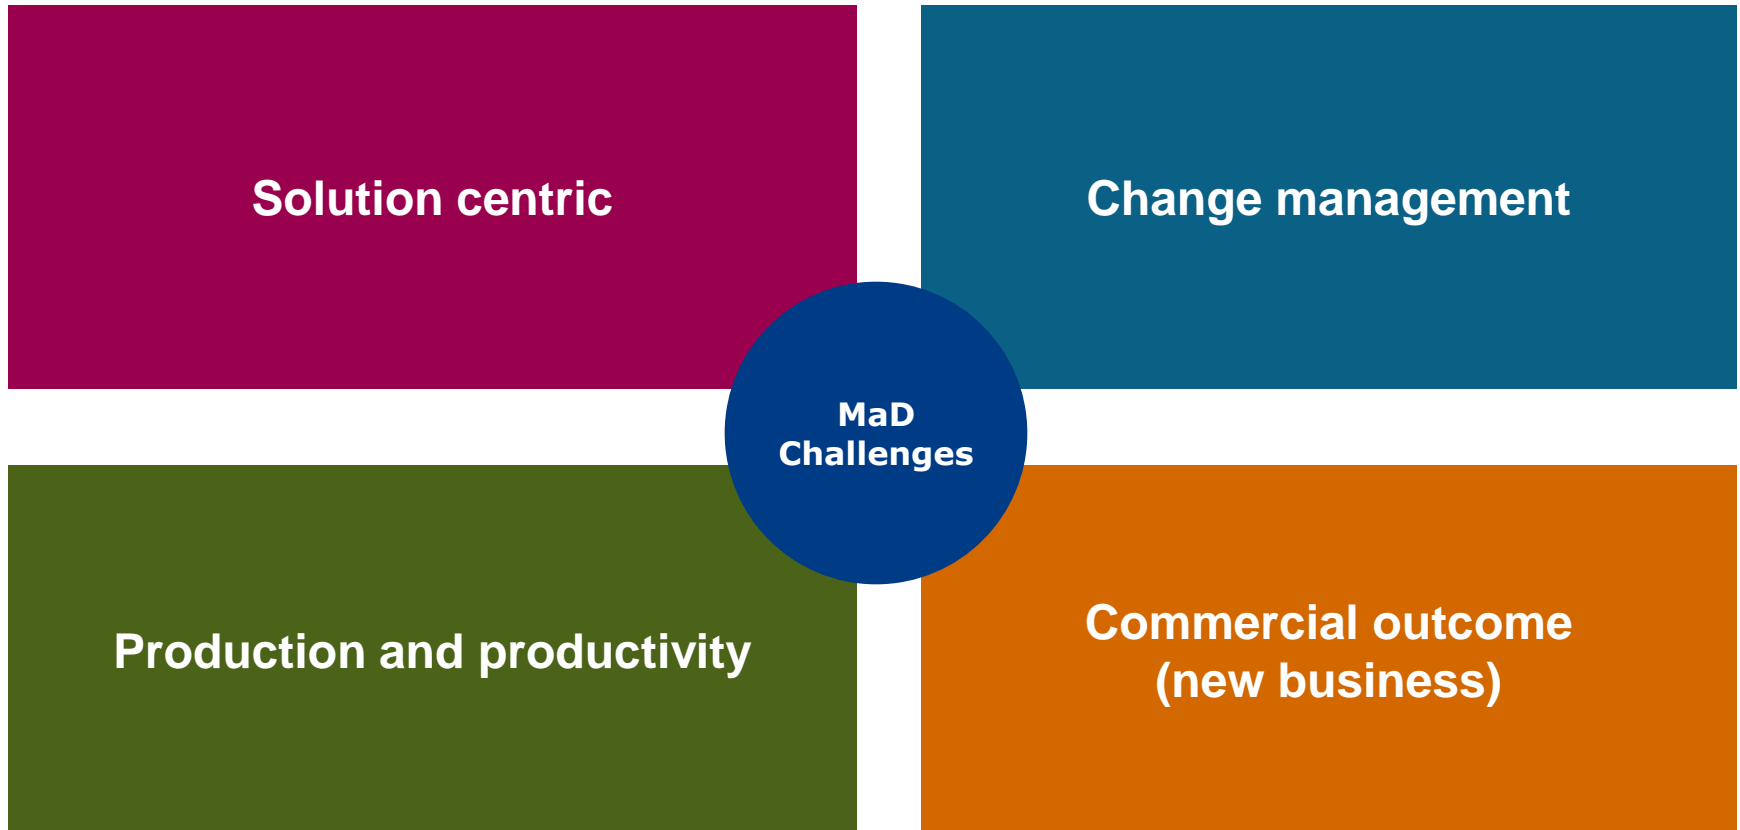 Solution centric
Change management
MaD
Challenges
Production and productivity
Commercial outcome
(new business)